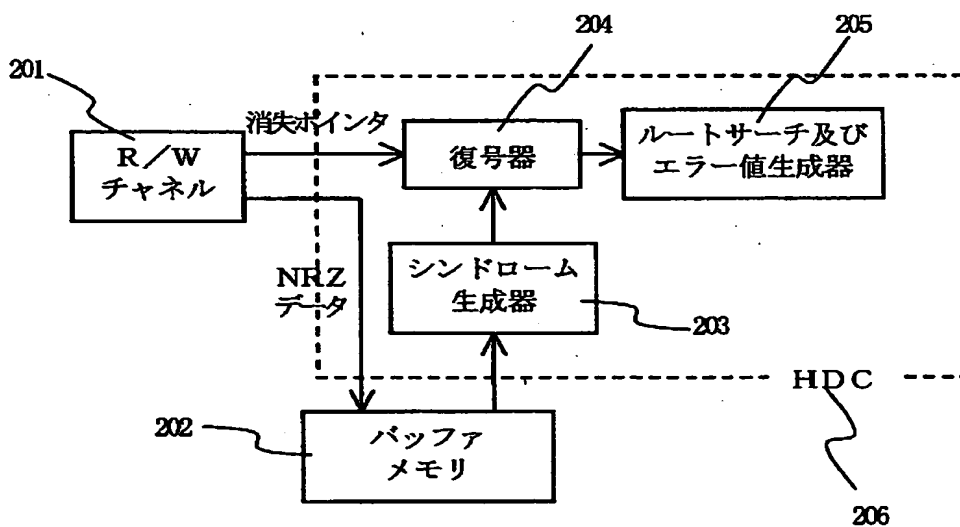 204
205
201
消失ポインタ
R/W
チャネル
復号器
ルートサーチ及び
エラー値生成器
NRZ
データ
シンドローム
生成器
203
HDC
202
バッファ
メモリ
206